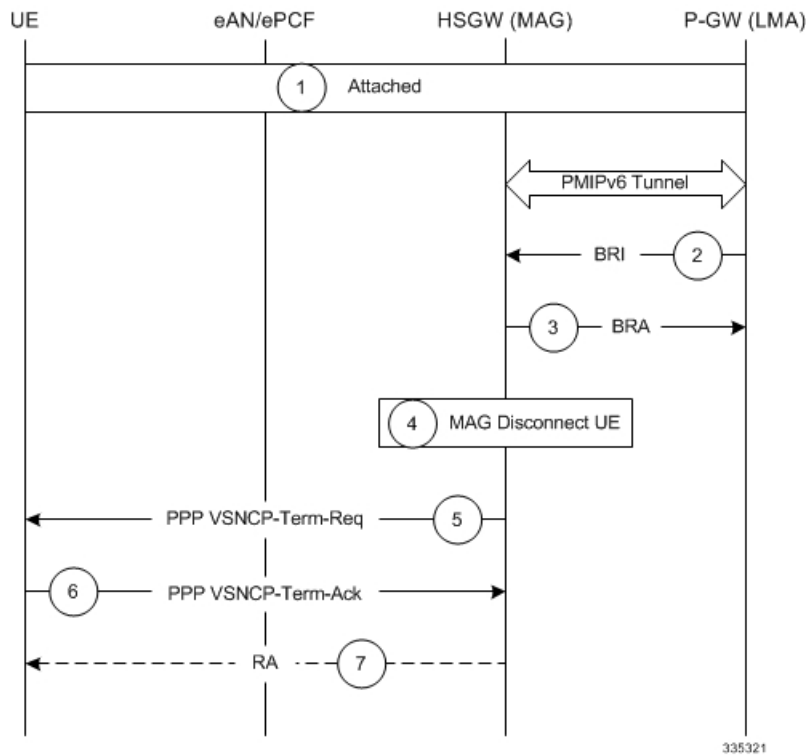 UE eAN/ePCF HSGW (MAG) P-GW (LMA)
1 Attached
PMIPv6 Tunnel
BRI 2
3 BRA
4 MAG Disconnect UE
PPP VSNCP-Term-Req 5
6 PPP VSNCP-Term-Ack
RA 7
335321